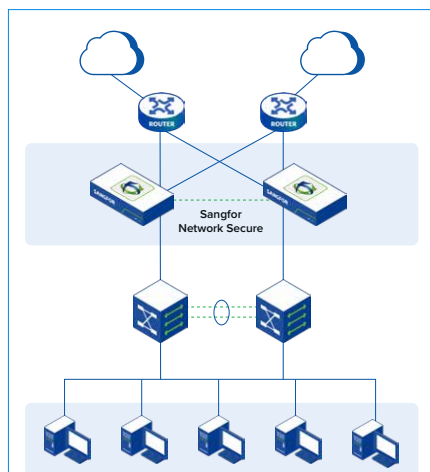 ROUTER
ROUTER
SANGFOR
SANGFOR
Sangfor
Network Secure